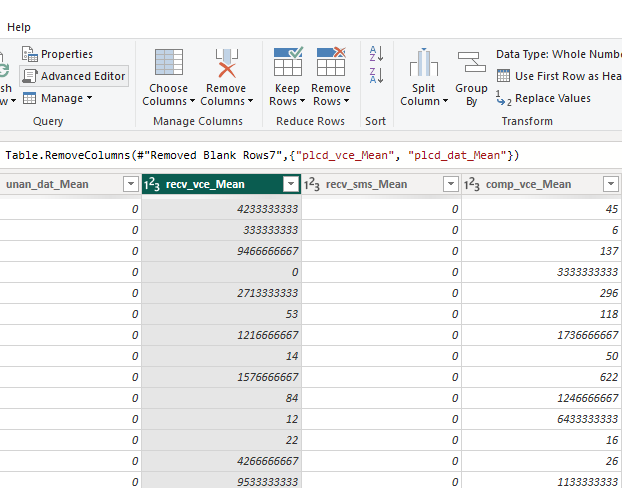 Help
Properties
Advanced Editor
Manage
Query
Choose Columns
Remove Columns
Manage Columns
Keep Rows
Remove Rows
Reduce Rows
A
Z
Z
A
Sort
Split Column
Group By
Data Type: Whole Numbe
Use First Row as Hea
1
2
Replace Values
Transform
Table.RemoveColumns(#"Removed Blank Rows7",{"plcd_vce_Mean", "plcd_dat_Mean"})
unan_dat_Mean 123 recv_vce_Mean 123 recv_sms_Mean 123 comp_vce_Mean
0 4233333333 0 45
0 333333333 0 6
0 9466666667 0 137
0 0 0 3333333333
0 2713333333 0 296
0 53 0 118
0 1216666667 0 1736666667
0 14 0 50
0 1576666667 0 622
0 84 0 1246666667
0 12 0 6433333333
0 22 0 16
0 4266666667 0 26
0 9533333333 0 1133333333